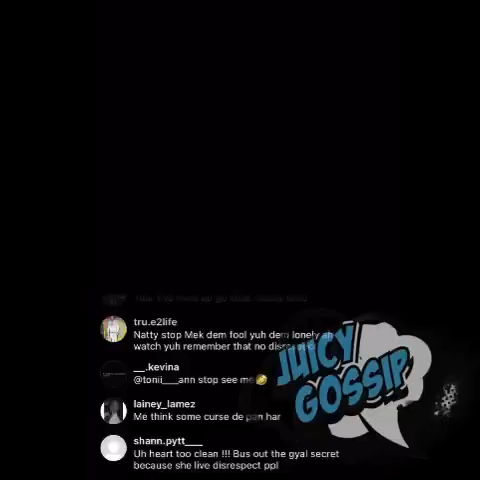 tru.e2life
Natty stop Mek dem fool yuh dem lonely
watch yuh remember that no
__.kevina
@tonii___ann stop see me
lainey_lamez
Me think some curse de pan har
shann.pytt___
Uh heart too clean !!! Bus out the gyal secret
because she live disrespect ppl
JUICY
GOSSIP